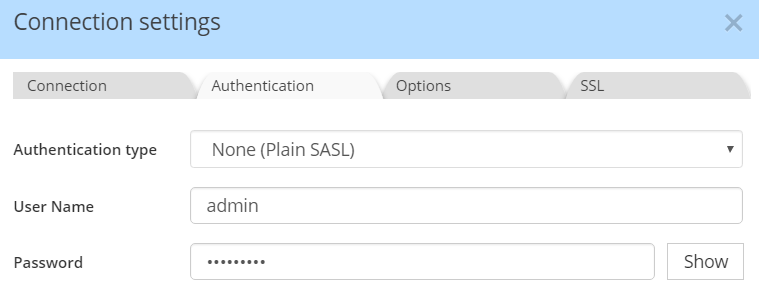 Connection settings
Connection Authentication Options SSL
Authentication type None (Plain SASL)
User Name admin
Password ••••••••• Show